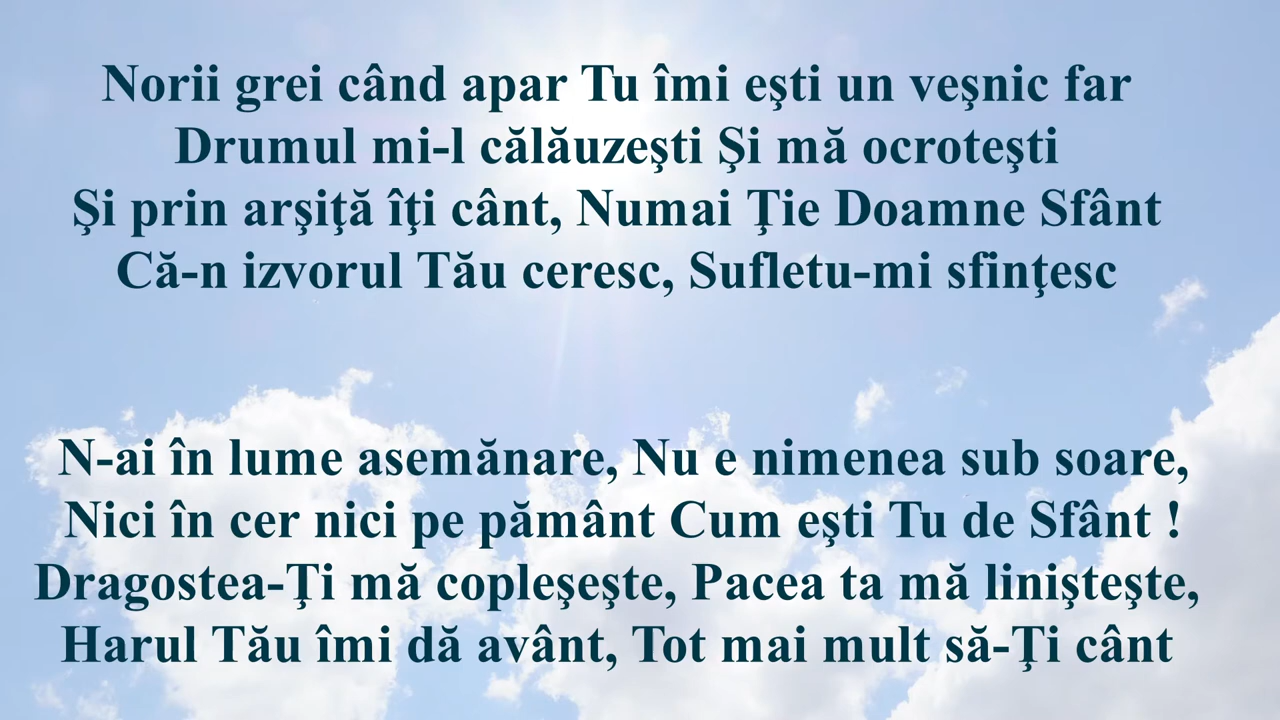 Norii grei când apar Tu îmi eşti un veşnic far
Drumul mi-l călăuzeşti Şi mă ocroteşti
Şi prin arşiţă îţi cânt, Numai Ţie Doamne Sfânt
Că-n izvorul Tău ceresc, Sufletu-mi sfinţesc
N-ai în lume asemănare, Nu e nimenea sub soare,
Nici în cer nici pe pământ Cum eşti Tu de Sfânt !
Dragostea-Ţi mă copleşeşte, Pacea ta mă linişteşte,
Harul Tău îmi dă avânt, Tot mai mult să-Ţi cânt